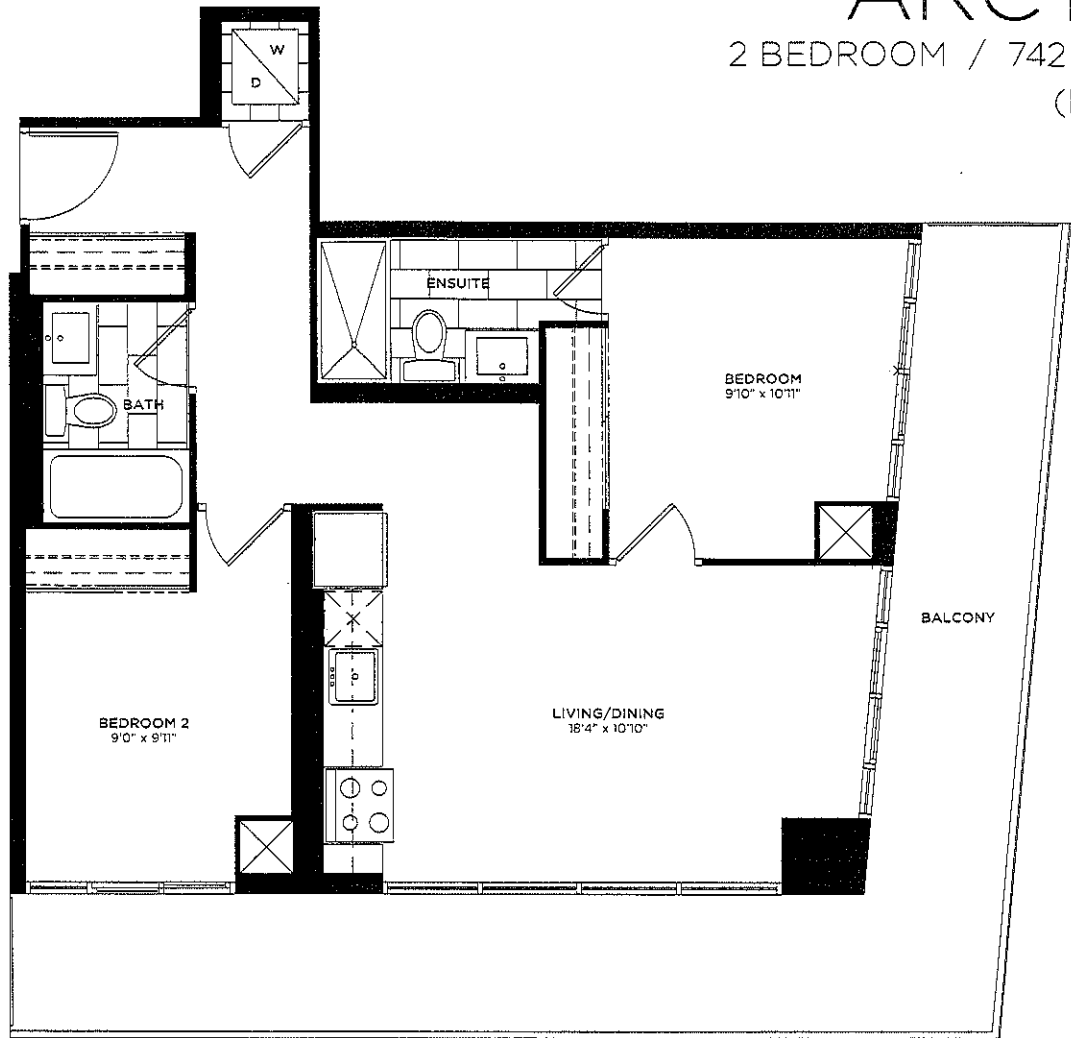 2 BEDROOM / 742
W
D
ENSUITE
BEDROOM
9'10" x 10'11"
BATH
BALCONY
BEDROOM 2
9'0" x 9'11"
LIVING/DINING
18'4" x 10'10"